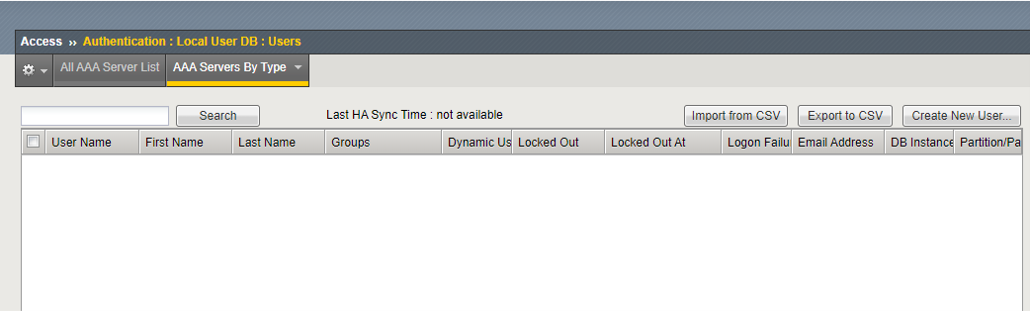 Access » Authentication : Local User DB : Users
All AAA Server List AAA Servers By Type
Search Last HA Sync Time : not available Import from CSV Export to CSV Create New User...
User Name First Name Last Name Groups Dynamic Us Locked Out Locked Out At Logon Failu Email Address DB Instance Partition/Pa